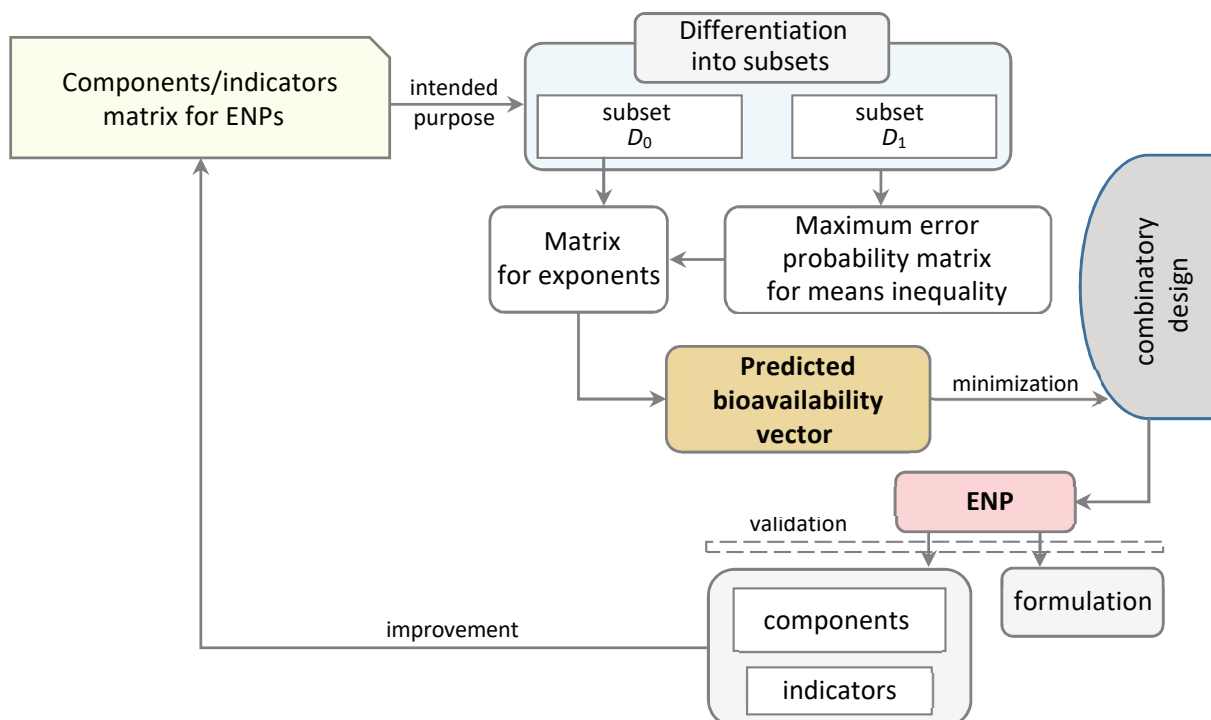 Differentiation
into subsets
Components/indicators
matrix for ENPs
intended
purpose
subset
D₀
subset
D₁
Matrix
for exponents
Maximum error
probability matrix
for means inequality
combinatory
design
Predicted
bioavailability
vector
minimization
ENP
validation
components
indicators
formulation
improvement